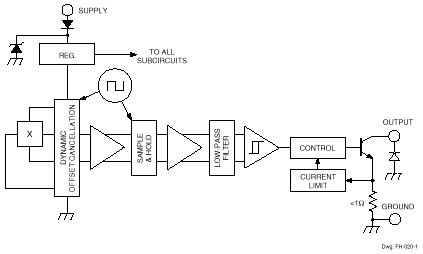 SUPPLY
REG.
TO ALL
SUBCIRCUITS
X
DYNAMIC
OFFSET CANCELLATION
SAMPLE
& HOLD
LOW-PASS
FILTER
CONTROL
CURRENT
LIMIT
OUTPUT
<1Ω
GROUND
Dwg. FH-020-1